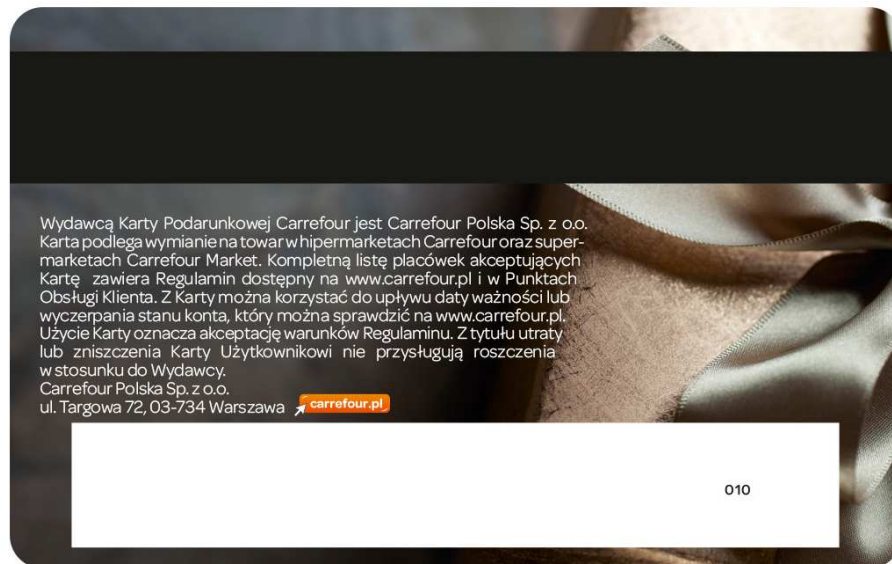 Wydawcą Karty Podarunkowej Carrefour jest Carrefour Polska Sp. z o.o.
Karta podlega wymianie na towar w hipermarketach Carrefour oraz super-
marketach Carrefour Market. Kompletną listę placówek akceptujących
Kartę zawiera Regulamin dostępny na www.carrefour.pl i w Punktach
Obsługi Klienta. Z Karty można korzystać do upływu daty ważności lub
wyczerpania stanu konta, który można sprawdzić na www.carrefour.pl.
Użycie Karty oznacza akceptację warunków Regulaminu. Z tytułu utraty
lub zniszczenia Karty Użytkownikowi nie przysługują roszczenia
w stosunku do Wydawcy.
Carrefour Polska Sp. z o.o.
ul. Targowa 72, 03-734 Warszawa carrefour.pl
010